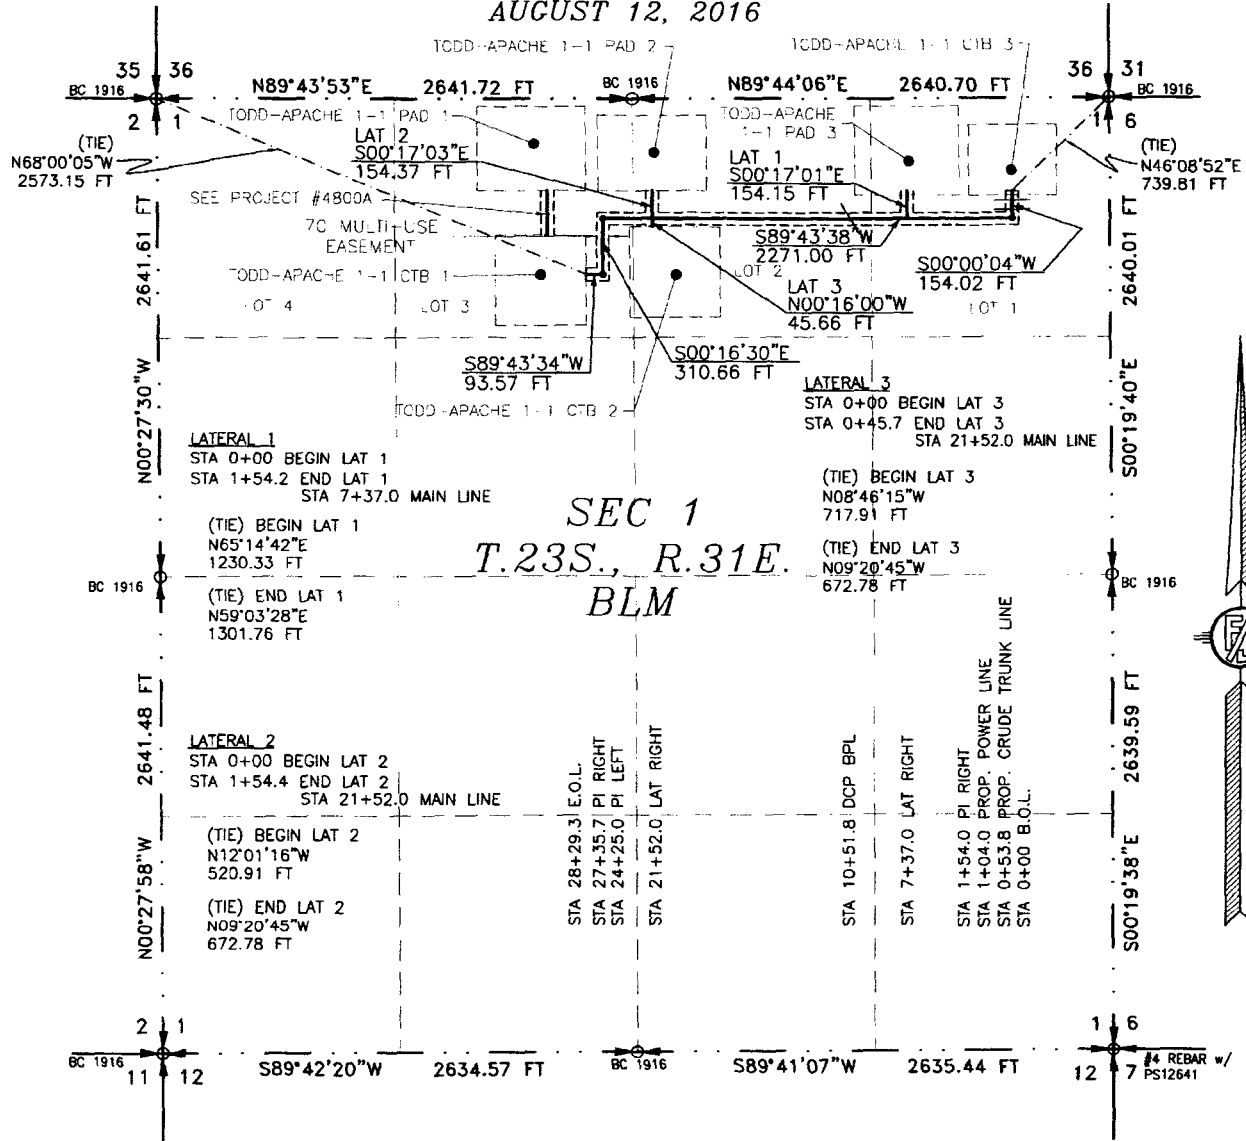 AUGUST 12, 2016
TODD-APACHE 1-1 PAD 2
TODD-APACHE 1-1 CTB 3
35 36
36 31
BC 1916
N89°43'53"E 2641.72 FT
BC 1916
N89°44'06"E 2640.70 FT
BC 1916
2 1
1 6
(TIE)
N68°00'05"W
2573.15 FT
TODD-APACHE 1-1 PAD 1
LAT 2
S00°17'03"E
154.37 FT
TODD-APACHE
1-1 PAD 3
LAT 1
S00°17'01"E
154.15 FT
(TIE)
N46°08'52"E
739.81 FT
SEE PROJECT #4800A
70 MULTI-USE
EASEMENT
TODD-APACHE 1-1 CTB 1
LOT 4
LOT 3
LOT 2
LOT 1
S89°43'38"W
2271.00 FT
S00°00'04"W
154.02 FT
LAT 3
N00°16'00"W
45.66 FT
S89°43'34"W
93.57 FT
S00°16'30"E
310.66 FT
TODD-APACHE 1-1 CTB 2
2641.61 FT
N00°27'30"W
2640.01 FT
S00°19'40"E
LATERAL 1
STA 0+00 BEGIN LAT 1
STA 1+54.2 END LAT 1
STA 7+37.0 MAIN LINE
(TIE) BEGIN LAT 1
N65°14'42"E
1230.33 FT
(TIE) END LAT 1
N59°03'28"E
1301.76 FT
LATERAL 3
STA 0+00 BEGIN LAT 3
STA 0+45.7 END LAT 3
STA 21+52.0 MAIN LINE
(TIE) BEGIN LAT 3
N08°46'15"W
717.91 FT
(TIE) END LAT 3
N09°20'45"W
672.78 FT
SEC 1
T.23S., R.31E.
BLM
BC 1916
BC 1916
2641.48 FT
N00°27'58"W
2639.59 FT
S00°19'38"E
LATERAL 2
STA 0+00 BEGIN LAT 2
STA 1+54.4 END LAT 2
STA 21+52.0 MAIN LINE
(TIE) BEGIN LAT 2
N12°01'16"W
520.91 FT
(TIE) END LAT 2
N09°20'45"W
672.78 FT
STA 28+29.3 E.O.L.
STA 27+35.7 PI RIGHT
STA 24+25.0 PI LEFT
STA 21+52.0 LAT RIGHT
STA 10+51.8 DCP BPL
STA 7+37.0 LAT RIGHT
STA 1+54.0 PI RIGHT
STA 1+04.0 PROP. POWER LINE
STA 0+53.8 PROP. CRUDE TRUNK LINE
STA 0+00 B.O.L.
2 1
1 6
BC 1916
11 12
S89°42'20"W 2634.57 FT
BC 1916
S89°41'07"W 2635.44 FT
12 7
#4 REBAR w/
PS12641